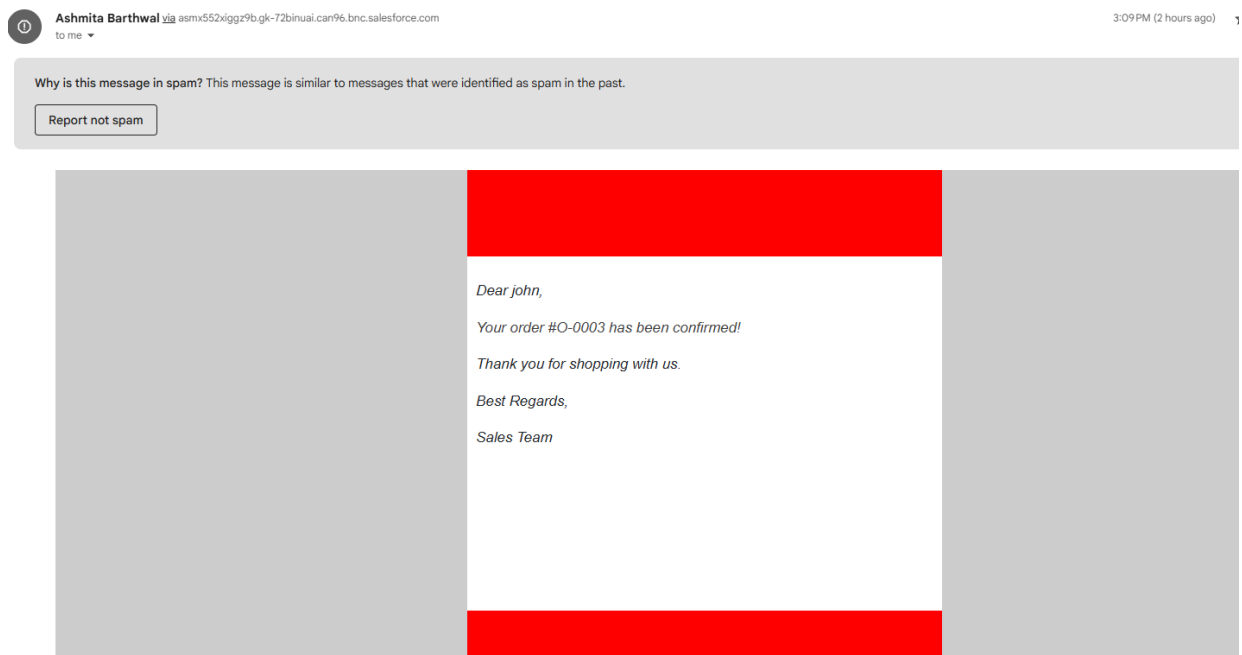 Ashmita Barthwal via asmx552xiggz9b.gk-72binuai.can96.bnc.salesforce.com
3:09 PM (2 hours ago)
to me
Why is this message in spam? This message is similar to messages that were identified as spam in the past.
Report not spam
Dear john,
Your order #O-0003 has been confirmed!
Thank you for shopping with us.
Best Regards,
Sales Team